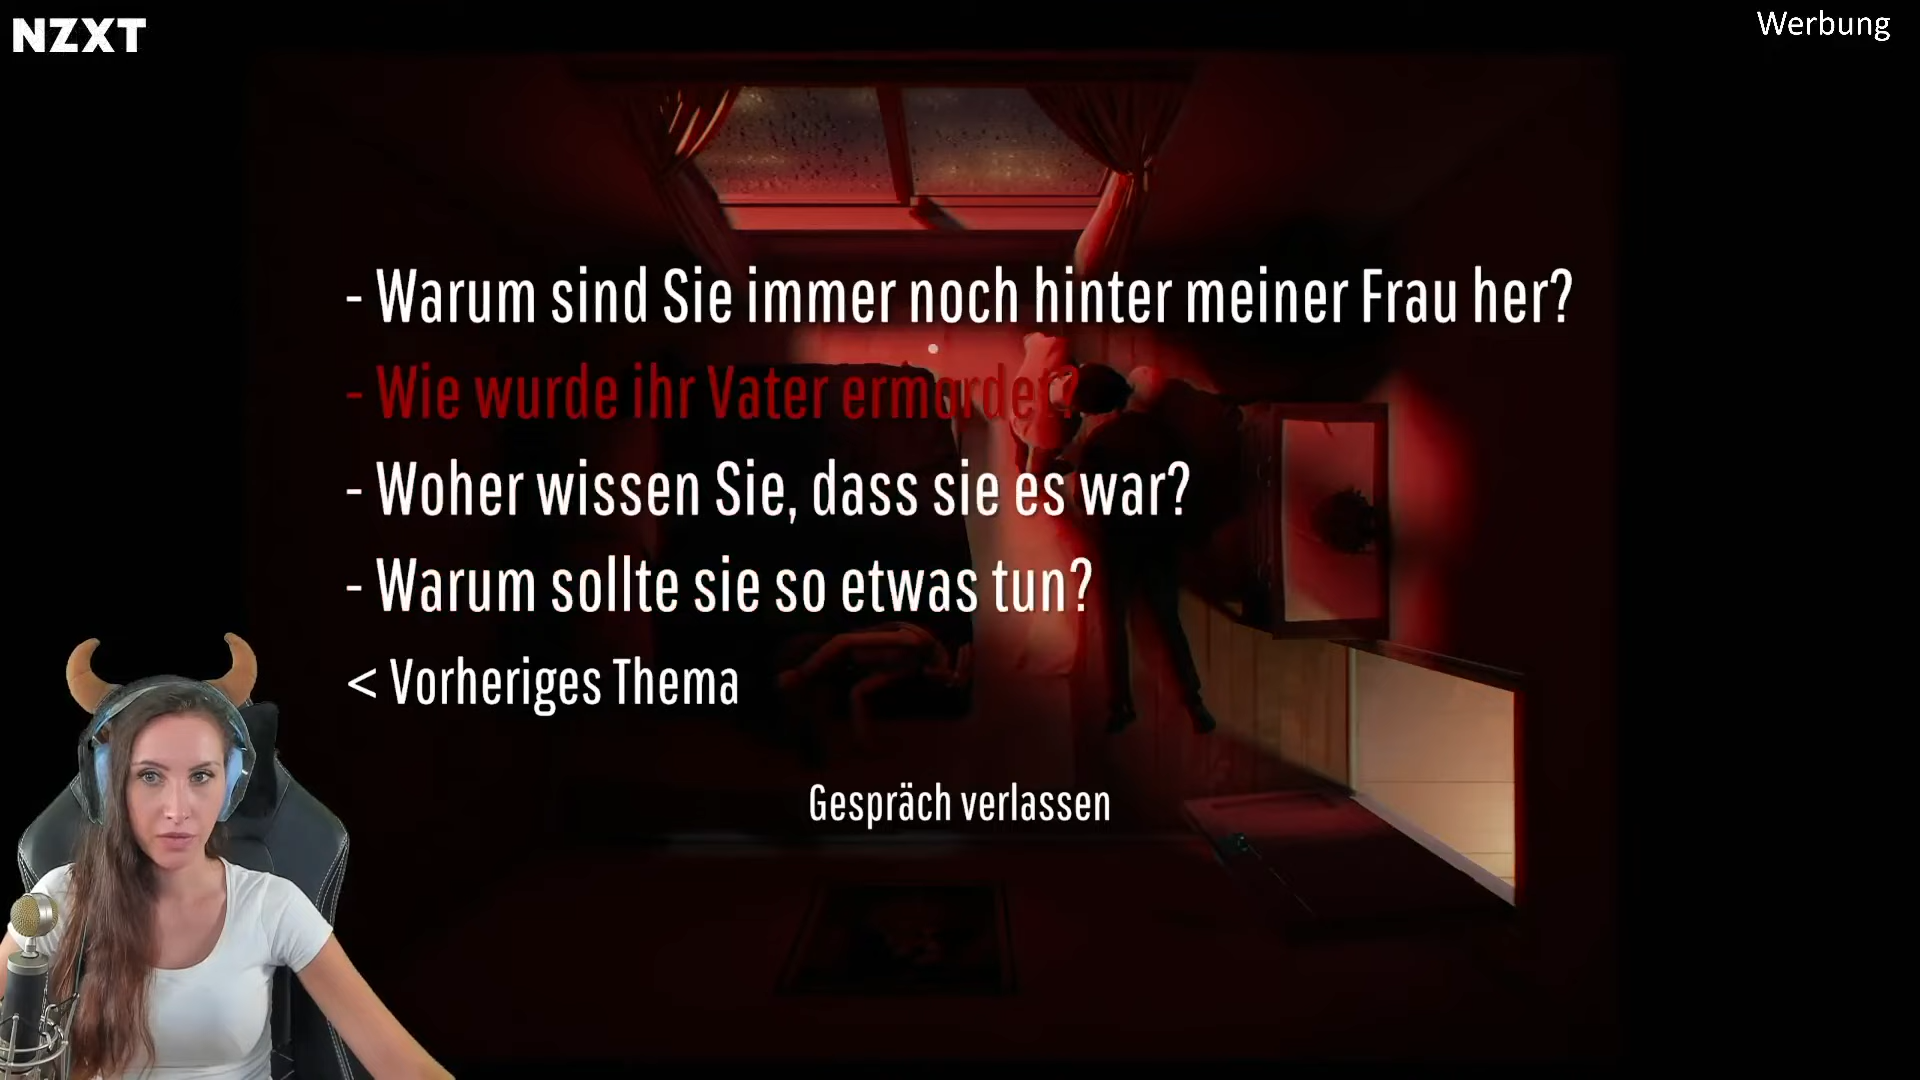 NZXT
Werbung
- Warum sind Sie immer noch hinter meiner Frau her?
- Wie wurde ihr Vater ermordet?
- Woher wissen Sie, dass sie es war?
- Warum sollte sie so etwas tun?
< Vorheriges Thema
Gespräch verlassen